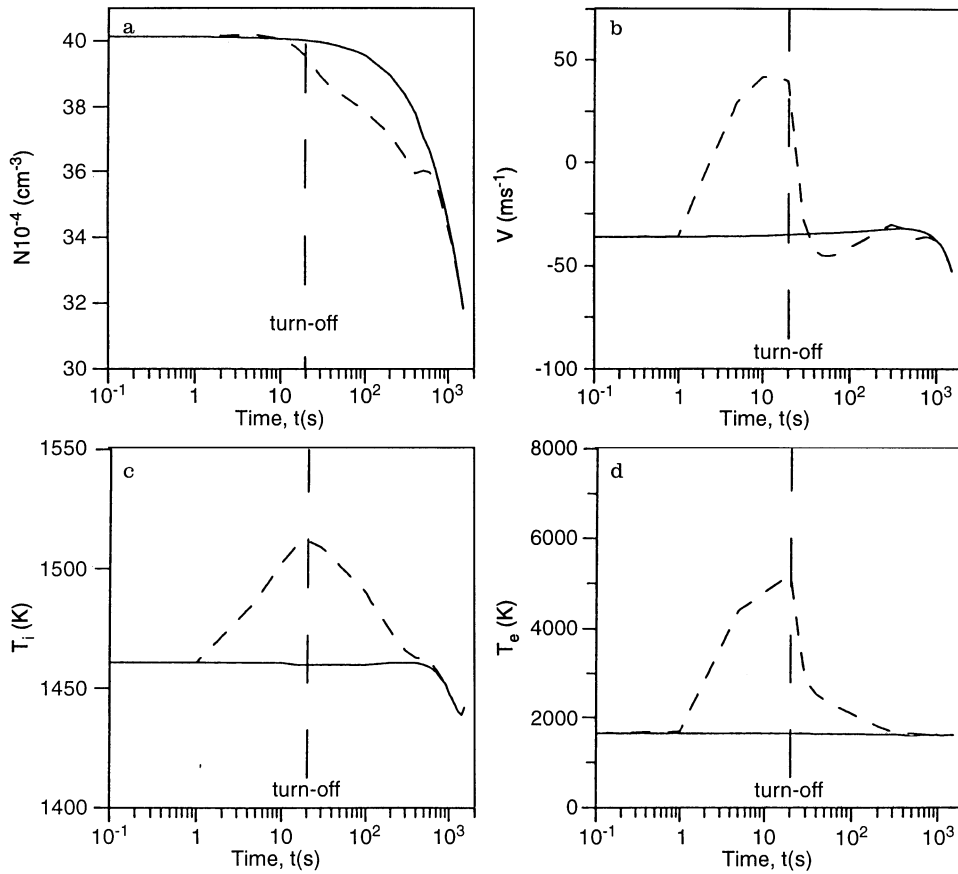 a
N10⁻⁴ (cm⁻³)
40
38
36
34
32
30
turn-off
10⁻¹ 1 10 10² 10³
Time, t(s)
b
V (ms⁻¹)
75
50
25
0
-25
-50
-100
turn-off
10⁻¹ 1 10 10² 10³
Time, t(s)
c
Tᵢ (K)
1550
1500
1450
1400
turn-off
10⁻¹ 1 10 10² 10³
Time, t(s)
d
Tₑ (K)
8000
6000
4000
2000
0
turn-off
10⁻¹ 1 10 10² 10³
Time, t(s)